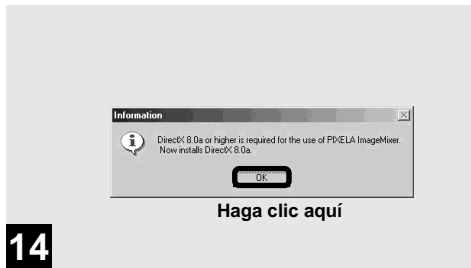 Information
DirectX 8.0a or higher is required for the use of PIXELA ImageMixer.
Now installs DirectX 8.0a.
OK
Haga clic aquí
14